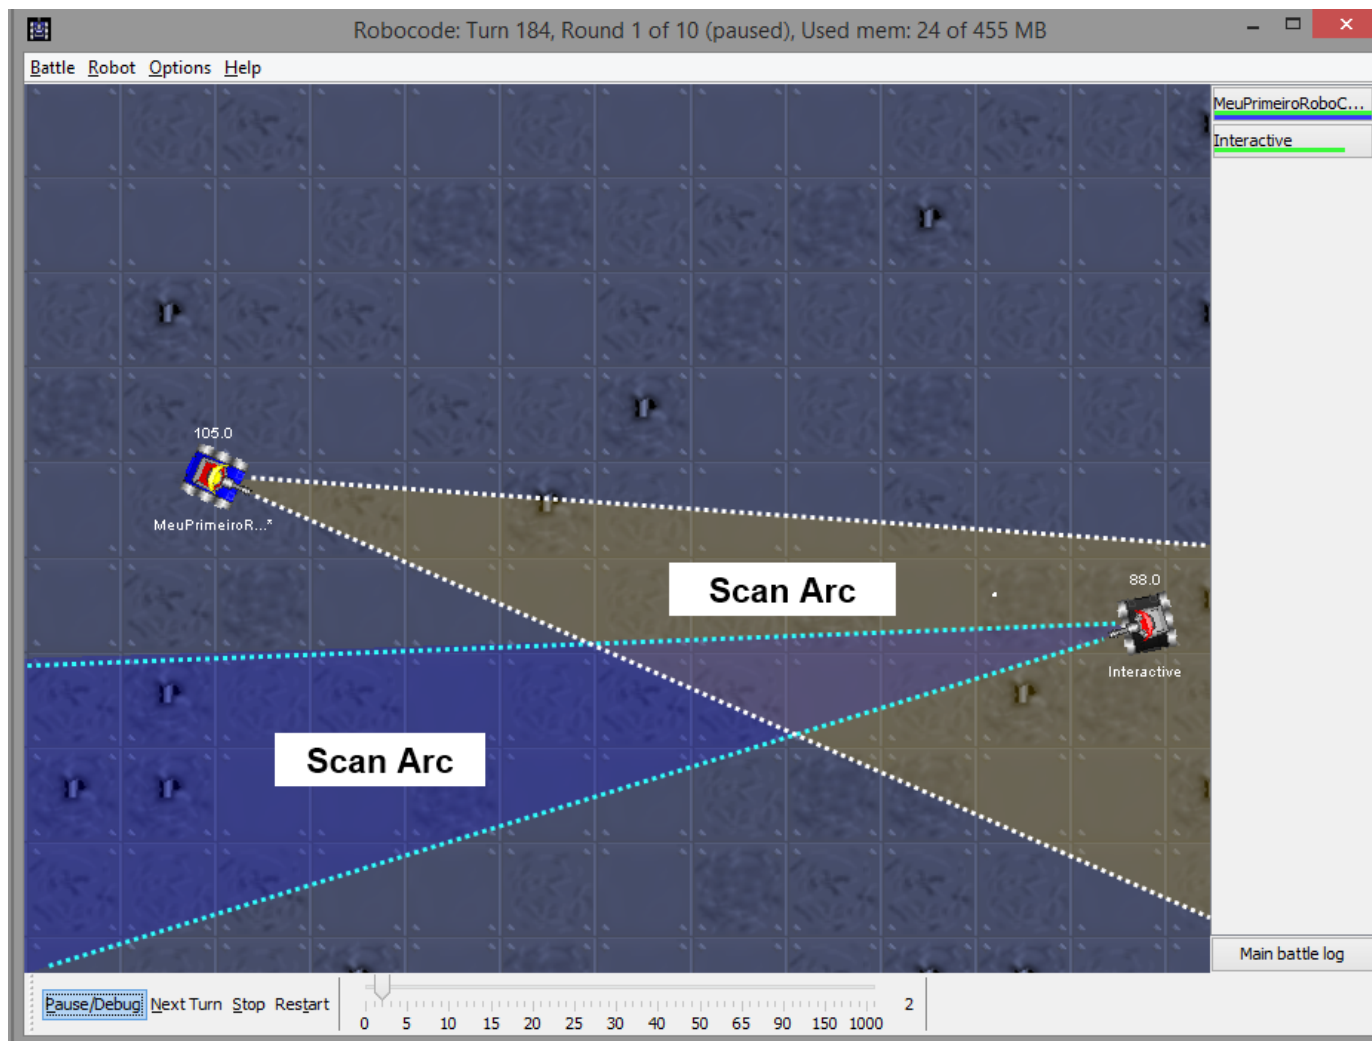 Robocode: Turn 184, Round 1 of 10 (paused), Used mem: 24 of 455 MB
Battle Robot Options Help
MeuPrimeiroRoboC...
Interactive
105.0
MeuPrimeiroR...*
Scan Arc
88.0
Interactive
Scan Arc
Main battle log
Pause/Debug Next Turn Stop Restart
2
0 5 10 15 20 25 30 40 50 65 90 150 1000